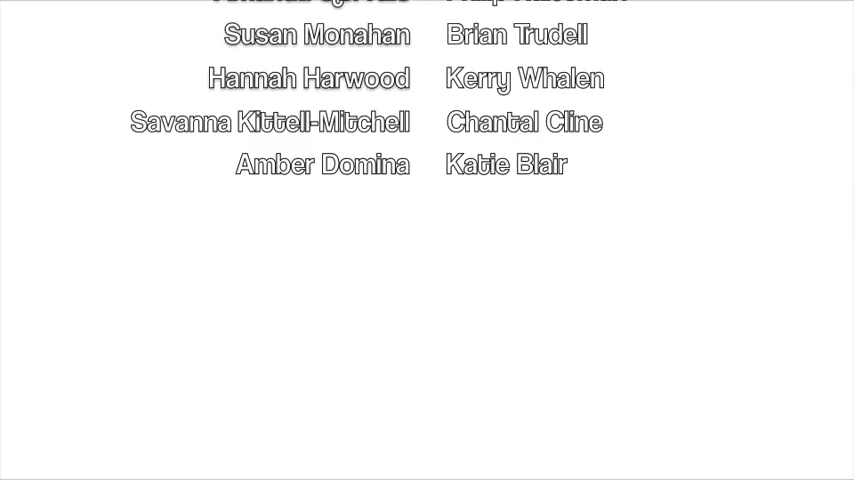 Susan Monahan Brian Trudell
Hannah Harwood Kerry Whalen
Savanna Kittell-Mitchell Chantal Cline
Amber Domina Katie Blair